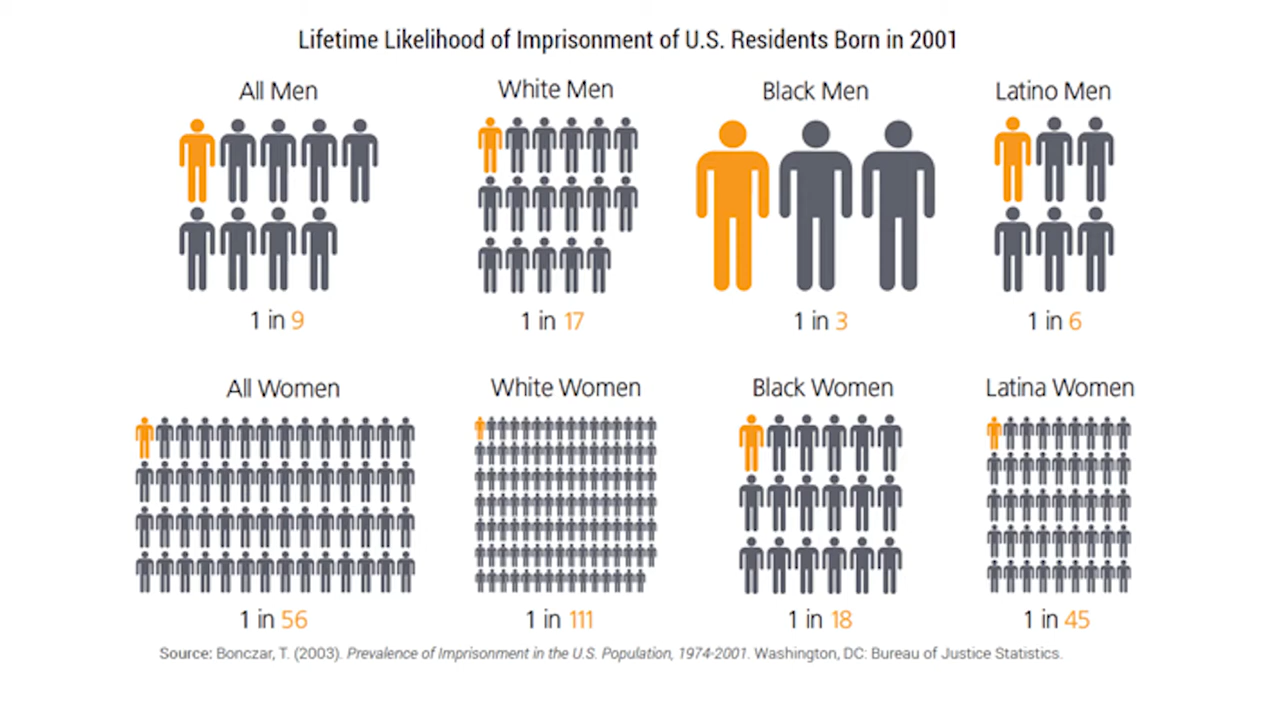 Lifetime Likelihood of Imprisonment of U.S. Residents Born in 2001
All Men
White Men
Black Men
Latino Men
1 in 9
1 in 17
1 in 3
1 in 6
All Women
White Women
Black Women
Latina Women
1 in 56
1 in 111
1 in 18
1 in 45
Source: Bonczar, T. (2003). Prevalence of Imprisonment in the U.S. Population, 1974-2001. Washington, DC: Bureau of Justice Statistics.